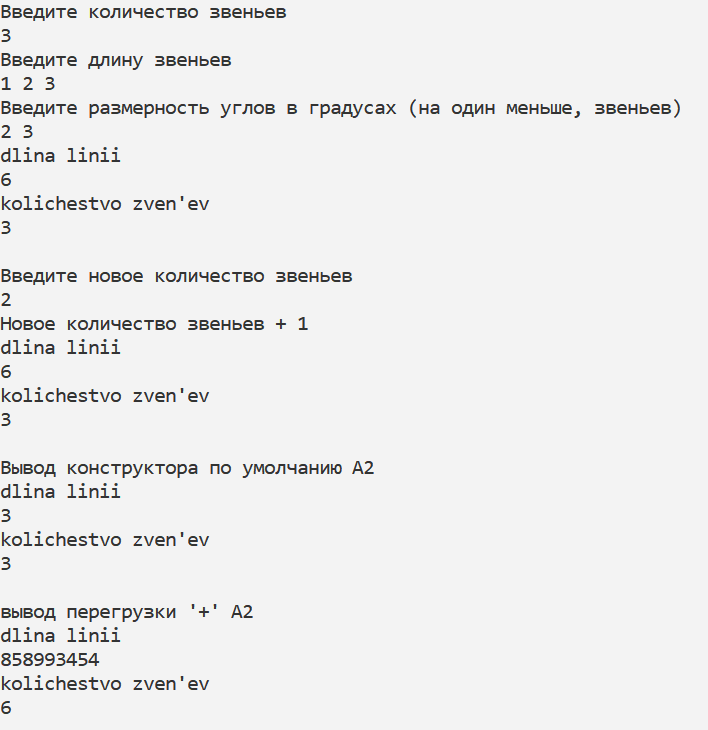 Введите количество звеньев
3
Введите длину звеньев
1 2 3
Введите размерность углов в градусах (на один меньше, звеньев)
2 3
dlina linii
6
kolichestvo zven'ev
3
Введите новое количество звеньев
2
Новое количество звеньев + 1
dlina linii
6
kolichestvo zven'ev
3
Вывод конструктора по умолчанию А2
dlina linii
3
kolichestvo zven'ev
3
вывод перегрузки '+' А2
dlina linii
858993454
kolichestvo zven'ev
6